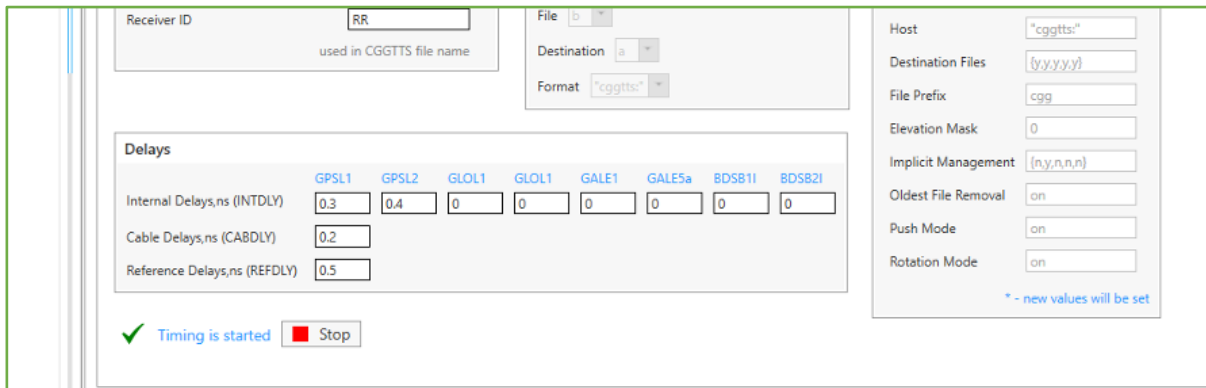 Receiver ID RR
used in CGGTTS file name
File b
Destination a
Format "cggtts:"
Host "cggtts:"
Destination Files {y,y,y,y,y}
File Prefix cgg
Elevation Mask 0
Implicit Management {n,y,n,n,n}
Oldest File Removal on
Push Mode on
Rotation Mode on
* - new values will be set
Delays
GPSL1 GPSL2 GLOL1 GLOL1 GALE1 GALE5a BDSB1I BDSB2I
Internal Delays,ns (INTDLY) 0.3 0.4 0 0 0 0 0 0
Cable Delays,ns (CABDLY) 0.2
Reference Delays,ns (REFDLY) 0.5
Timing is started Stop